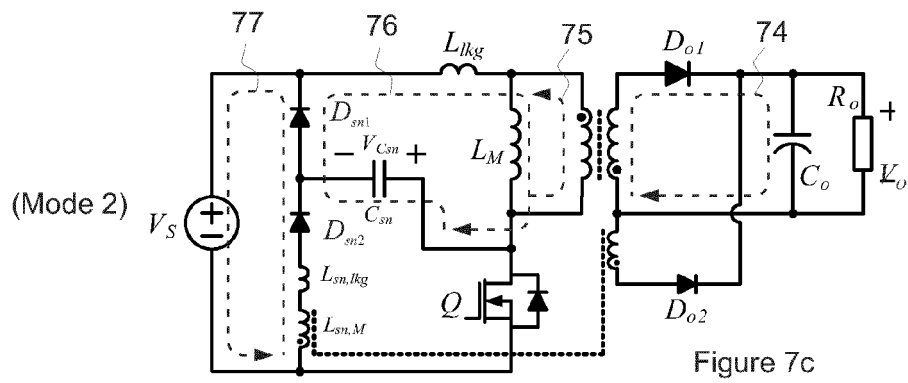 77
76
L_lkg
75
D_o1
74
D_sn1
− V_Csn +
L_M
R_o
+
C_o
V_o
(Mode 2)
V_S
+
−
C_sn
D_sn2
L_sn,lkg
Q
D_o2
L_sn,M
Figure 7c